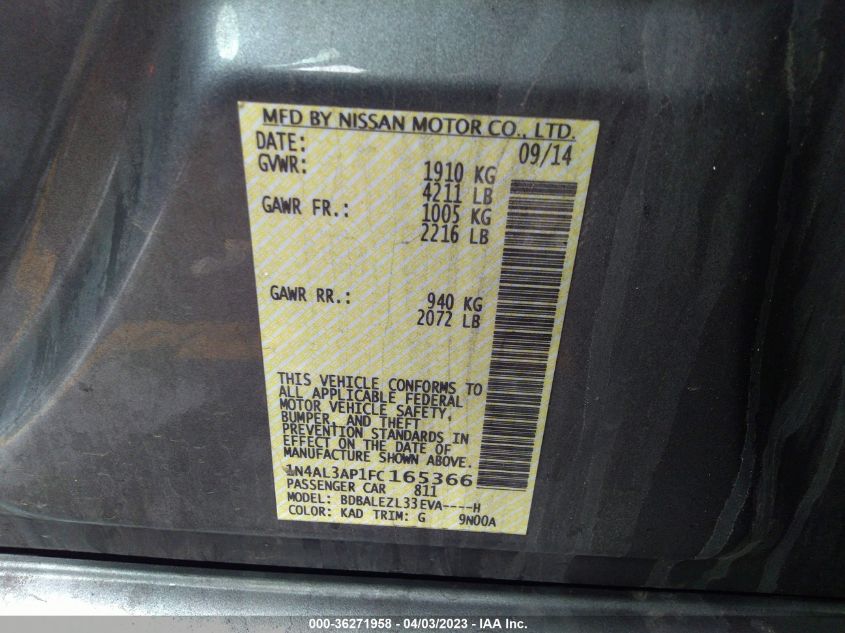 MFD BY NISSAN MOTOR CO., LTD.
DATE: 09/14
GVWR: 1910 KG
4211 LB
GAWR FR.: 1005 KG
2216 LB
GAWR RR.: 940 KG
2072 LB
THIS VEHICLE CONFORMS TO
ALL APPLICABLE FEDERAL
MOTOR VEHICLE SAFETY,
BUMPER, AND THEFT
PREVENTION STANDARDS IN
EFFECT ON THE DATE OF
MANUFACTURE SHOWN ABOVE.
1N4AL3AP1FC165366
PASSENGER CAR 811
MODEL: BDBALEZL33EVA----H
COLOR: KAD TRIM: G 9N00A
000-36271958 - 04/03/2023 - IAA Inc.